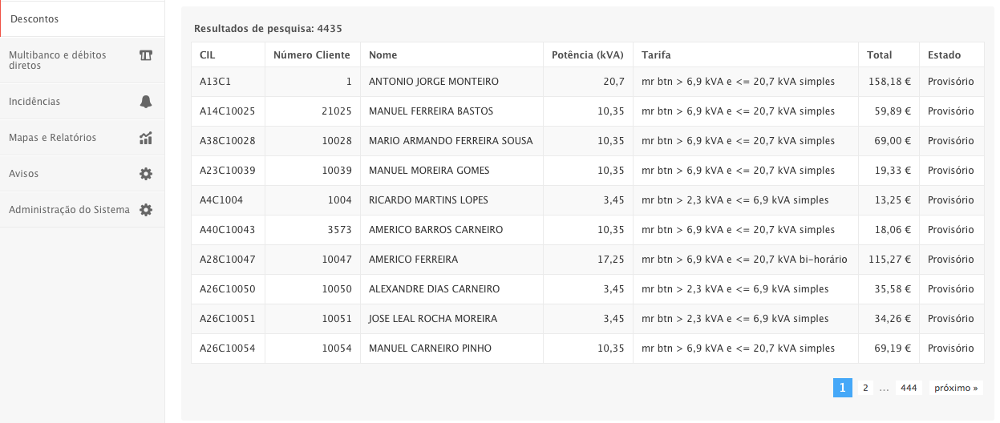 Descontos
Multibanco e débitos
diretos
Incidências
Mapas e Relatórios
Avisos
Administração do Sistema
Resultados de pesquisa: 4435
CIL Número Cliente Nome Potência (kVA) Tarifa Total Estado
A13C1 1 ANTONIO JORGE MONTEIRO 20,7 mr btn > 6,9 kVA e <= 20,7 kVA simples 158,18 € Provisório
A14C10025 21025 MANUEL FERREIRA BASTOS 10,35 mr btn > 6,9 kVA e <= 20,7 kVA simples 59,89 € Provisório
A38C10028 10028 MARIO ARMANDO FERREIRA SOUSA 10,35 mr btn > 6,9 kVA e <= 20,7 kVA simples 69,00 € Provisório
A23C10039 10039 MANUEL MOREIRA GOMES 10,35 mr btn > 6,9 kVA e <= 20,7 kVA simples 19,33 € Provisório
A4C1004 1004 RICARDO MARTINS LOPES 3,45 mr btn > 2,3 kVA e <= 6,9 kVA simples 13,25 € Provisório
A40C10043 3573 AMERICO BARROS CARNEIRO 10,35 mr btn > 6,9 kVA e <= 20,7 kVA simples 18,06 € Provisório
A28C10047 10047 AMERICO FERREIRA 17,25 mr btn > 6,9 kVA e <= 20,7 kVA bi-horário 115,27 € Provisório
A26C10050 10050 ALEXANDRE DIAS CARNEIRO 3,45 mr btn > 2,3 kVA e <= 6,9 kVA simples 35,58 € Provisório
A26C10051 10051 JOSE LEAL ROCHA MOREIRA 3,45 mr btn > 2,3 kVA e <= 6,9 kVA simples 34,26 € Provisório
A26C10054 10054 MANUEL CARNEIRO PINHO 10,35 mr btn > 6,9 kVA e <= 20,7 kVA simples 69,19 € Provisório
1 2 ... 444 próximo »